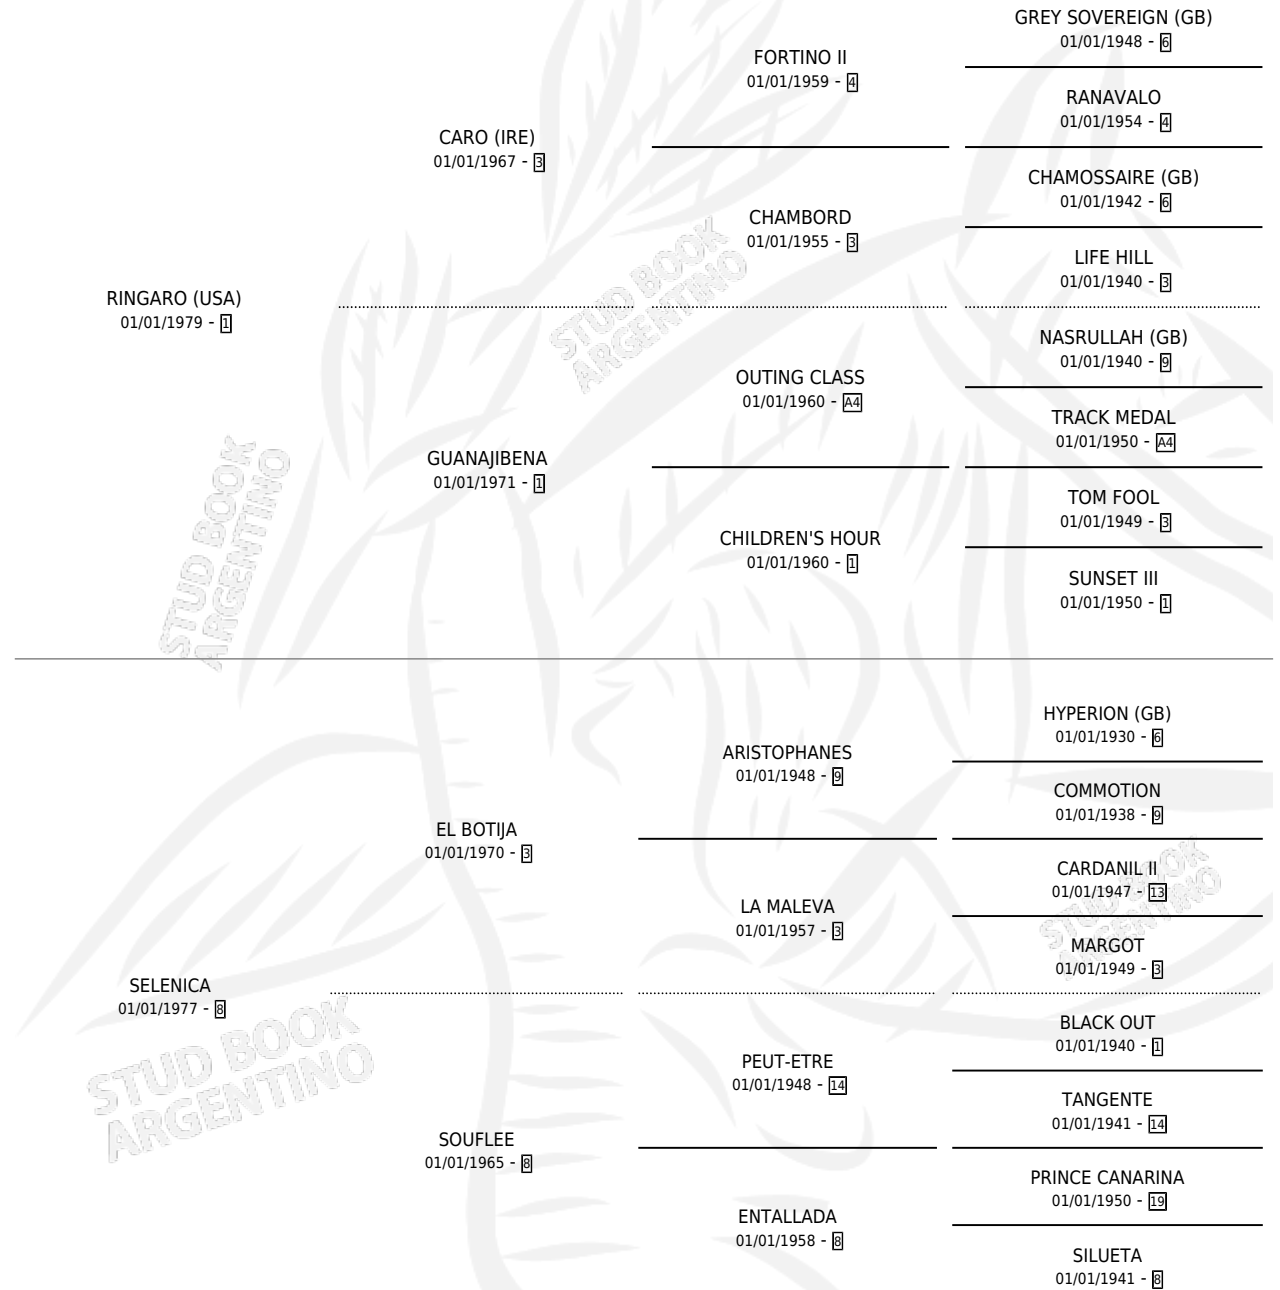 GREY SOVEREIGN (GB)
01/01/1948 - 6
FORTINO II
01/01/1959 - 4
RANAVALO
01/01/1954 - 4
CARO (IRE)
01/01/1967 - 3
CHAMOSSAIRE (GB)
01/01/1942 - 6
CHAMBORD
01/01/1955 - 3
LIFE HILL
01/01/1940 - 3
RINGARO (USA)
01/01/1979 - 1
NASRULLAH (GB)
01/01/1940 - 9
OUTING CLASS
01/01/1960 - A4
TRACK MEDAL
01/01/1950 - A4
GUANAJIBENA
01/01/1971 - 1
TOM FOOL
01/01/1949 - 3
CHILDREN'S HOUR
01/01/1960 - 1
SUNSET III
01/01/1950 - 1
HYPERION (GB)
01/01/1930 - 6
ARISTOPHANES
01/01/1948 - 9
COMMOTION
01/01/1938 - 9
EL BOTIJA
01/01/1970 - 3
CARDANIL II
01/01/1947 - 13
LA MALEVA
01/01/1957 - 3
MARGOT
01/01/1949 - 3
SELENICA
01/01/1977 - 8
BLACK OUT
01/01/1940 - 1
PEUT-ETRE
01/01/1948 - 14
TANGENTE
01/01/1941 - 14
SOUFLEE
01/01/1965 - 8
PRINCE CANARINA
01/01/1950 - 19
ENTALLADA
01/01/1958 - 8
SILUETA
01/01/1941 - 8
STUD BOOK
ARGENTINO
STUD BOOK
ARGENTINO
STUD BOOK
ARGENTINO
STUD BOOK
ARGENTINO